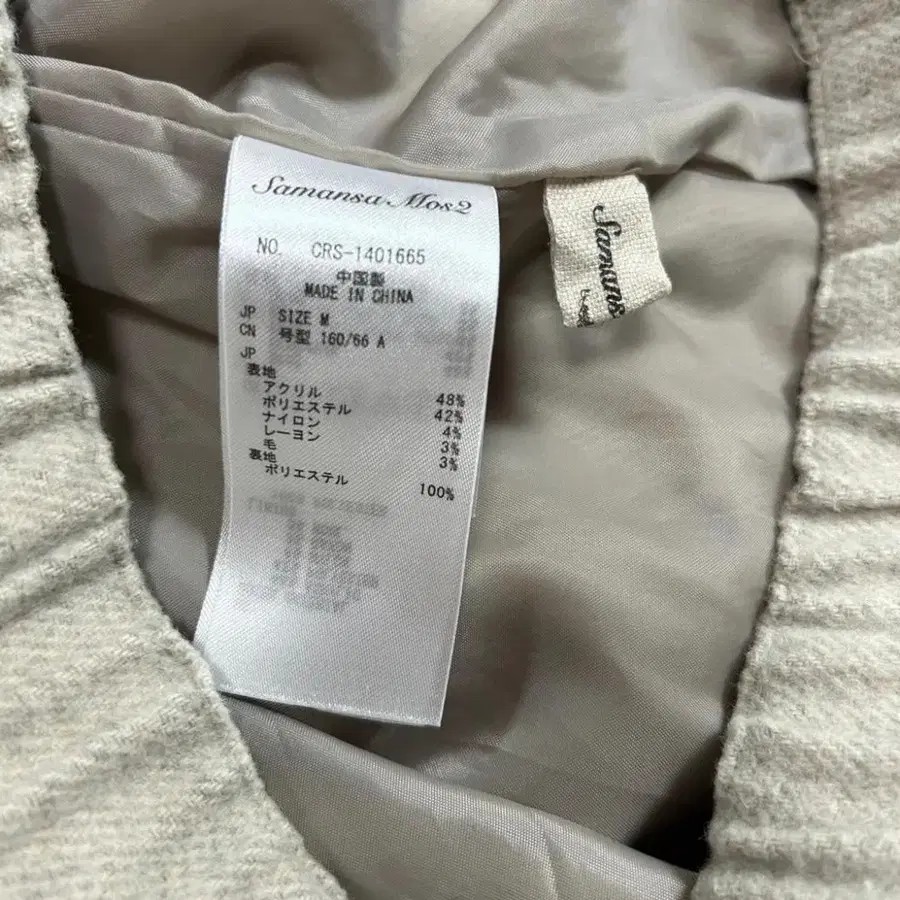 Samansa Mos2
NO. CRS-1401665
中国製
MADE IN CHINA
JP SIZE M
CN 号型 160/66 A
JP
表地
アクリル 48%
ポリエステル 42%
ナイロン 4%
レーヨン 3%
毛 3%
裏地
ポリエステル 100%
Samans